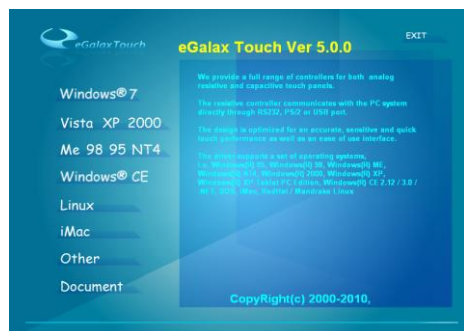 eGalaxTouch
eGalax Touch Ver 5.0.0
EXIT
Windows®7
Vista XP 2000
Me 98 95 NT4
Windows® CE
Linux
iMac
Other
Document
We provide a full range of controllers for both analog
resistive and capacitive touch panels.
The resistive controller communicates with the PC system
directly through RS232, PS/2 or USB port.
The design is optimized for an accurate, sensitive and quick
touch performance as well as an ease of use interface.
The driver supports a set of operating systems,
i.e. Windows(R) 95, Windows(R) 98, Windows(R) ME,
Windows(R) NT4, Windows(R) 2000, Windows(R) XP,
Windows(R) XP Tablet PC / dition, Windows(R) CE 2.12 / 3.0 /
.NET, DOS, iMac, RedHat / Mandrake Linux
CopyRight(c) 2000-2010,